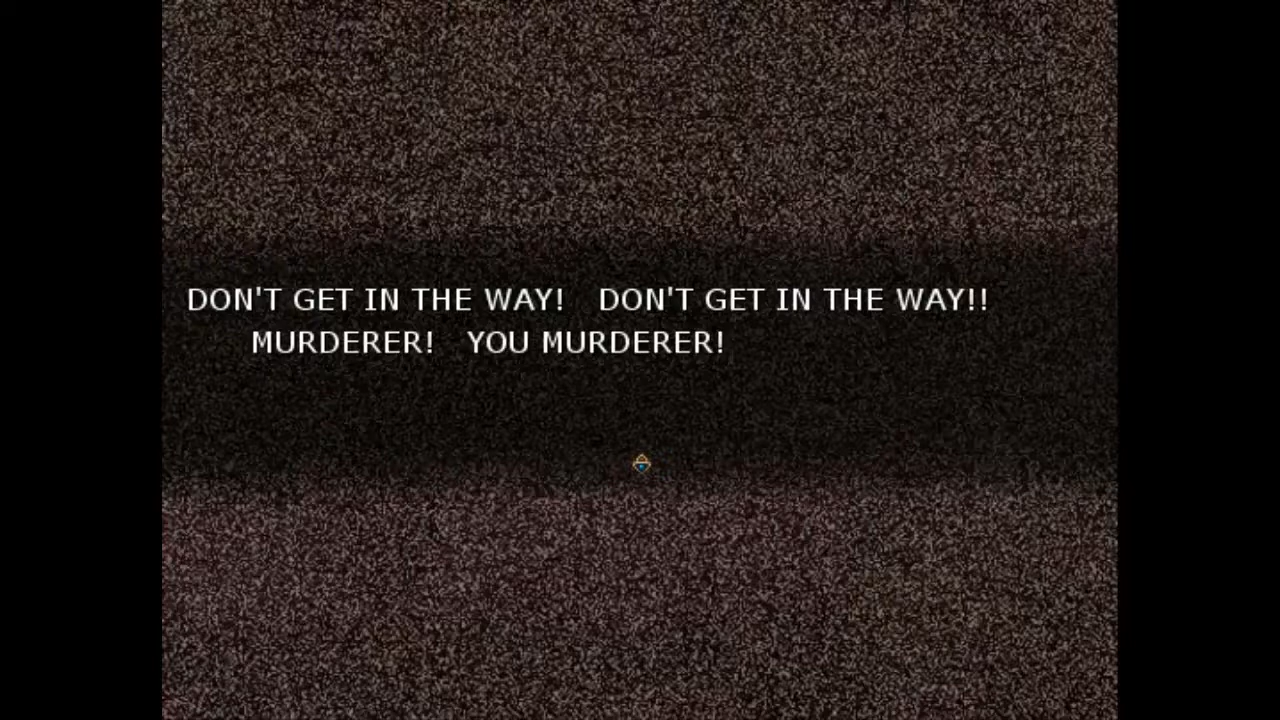 DON'T GET IN THE WAY! DON'T GET IN THE WAY!!
MURDERER! YOU MURDERER!